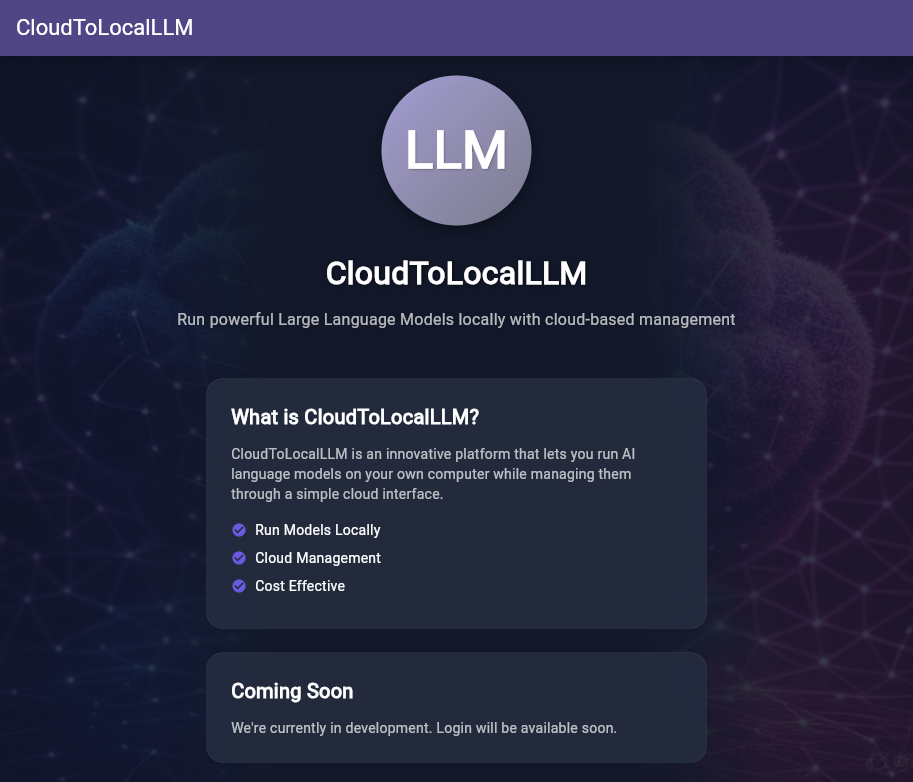 CloudToLocalLLM
LLM
CloudToLocalLLM
Run powerful Large Language Models locally with cloud-based management
What is CloudToLocalLLM?
CloudToLocalLLM is an innovative platform that lets you run AI
language models on your own computer while managing them
through a simple cloud interface.
Run Models Locally
Cloud Management
Cost Effective
Coming Soon
We're currently in development. Login will be available soon.